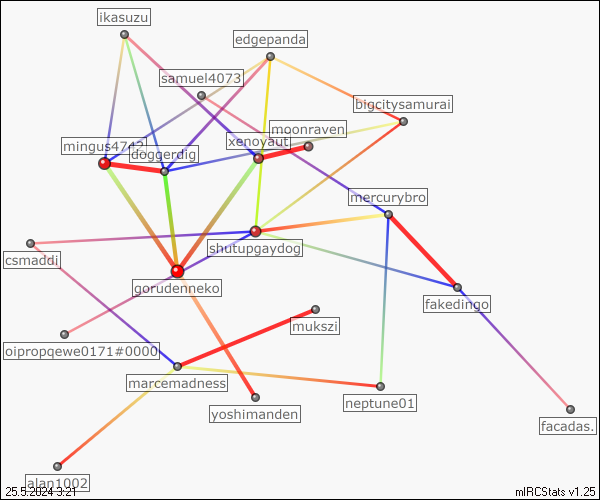 ikasuzu
edgepanda
samuel4073
bigcitysamurai
moonraven
xenoyaut
mingus4742
doggerdig
mercurybro
shutupgaydog
csmaddi
gorudenneko
fakedingo
mukszi
oipropqewe0171#0000
marcemadness
neptune01
yoshimanden
facadas.
alan1002
25.5.2024 3:21
mIRCStats v1.25